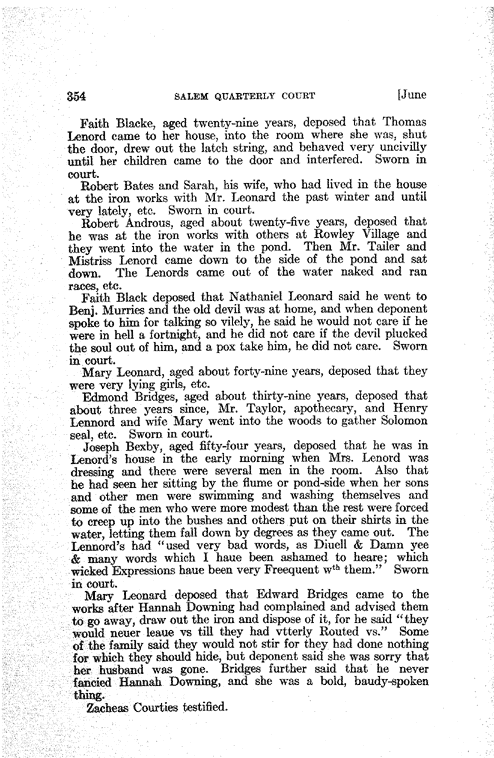 354 SALEM QUARTERLY COURT [June
Faith Blacke, aged twenty-nine years, deposed that Thomas
Lenord came to her house, into the room where she was, shut
the door, drew out the latch string, and behaved very uncivilly
until her children came to the door and interfered. Sworn in
court.
Robert Bates and Sarah, his wife, who had lived in the house
at the iron works with Mr. Leonard the past winter and until
very lately, etc. Sworn in court.
Robert Androus, aged about twenty-five years, deposed that
he was at the iron works with others at Rowley Village and
they went into the water in the pond. Then Mr. Tailer and
Mistriss Lenord came down to the side of the pond and sat
down. The Lenords came out of the water naked and ran
races, etc.
Faith Black deposed that Nathaniel Leonard said he went to
Benj. Murries and the old devil was at home, and when deponent
spoke to him for talking so vilely, he said he would not care if he
were in hell a fortnight, and he did not care if the devil plucked
the soul out of him, and a pox take him, he did not care. Sworn
in court.
Mary Leonard, aged about forty-nine years, deposed that they
were very lying girls, etc.
Edmond Bridges, aged about thirty-nine years, deposed that
about three years since, Mr. Taylor, apothecary, and Henry
Lennord and wife Mary went into the woods to gather Solomon
seal, etc. Sworn in court.
Joseph Bexby, aged fifty-four years, deposed that he was in
Lenord's house in the early morning when Mrs. Lenord was
dressing and there were several men in the room. Also that
he had seen her sitting by the flume or pond-side when her sons
and other men were swimming and washing themselves and
some of the men who were more modest than the rest were forced
to creep up into the bushes and others put on their shirts in the
water, letting them fall down by degrees as they came out. The
Lennord's had "used very bad words, as Diuell & Damn yee
& many words which I haue been ashamed to heare; which
wicked Expressions haue been very Freequent wth them." Sworn
in court.
Mary Leonard deposed that Edward Bridges came to the
works after Hannah Downing had complained and advised them
to go away, draw out the iron and dispose of it, for he said "they
would neuer leaue vs till they had vtterly Routed vs." Some
of the family said they would not stir for they had done nothing
for which they should hide, but deponent said she was sorry that
her husband was gone. Bridges further said that he never
fancied Hannah Downing, and she was a bold, baudy-spoken
thing.
Zacheas Courties testified.